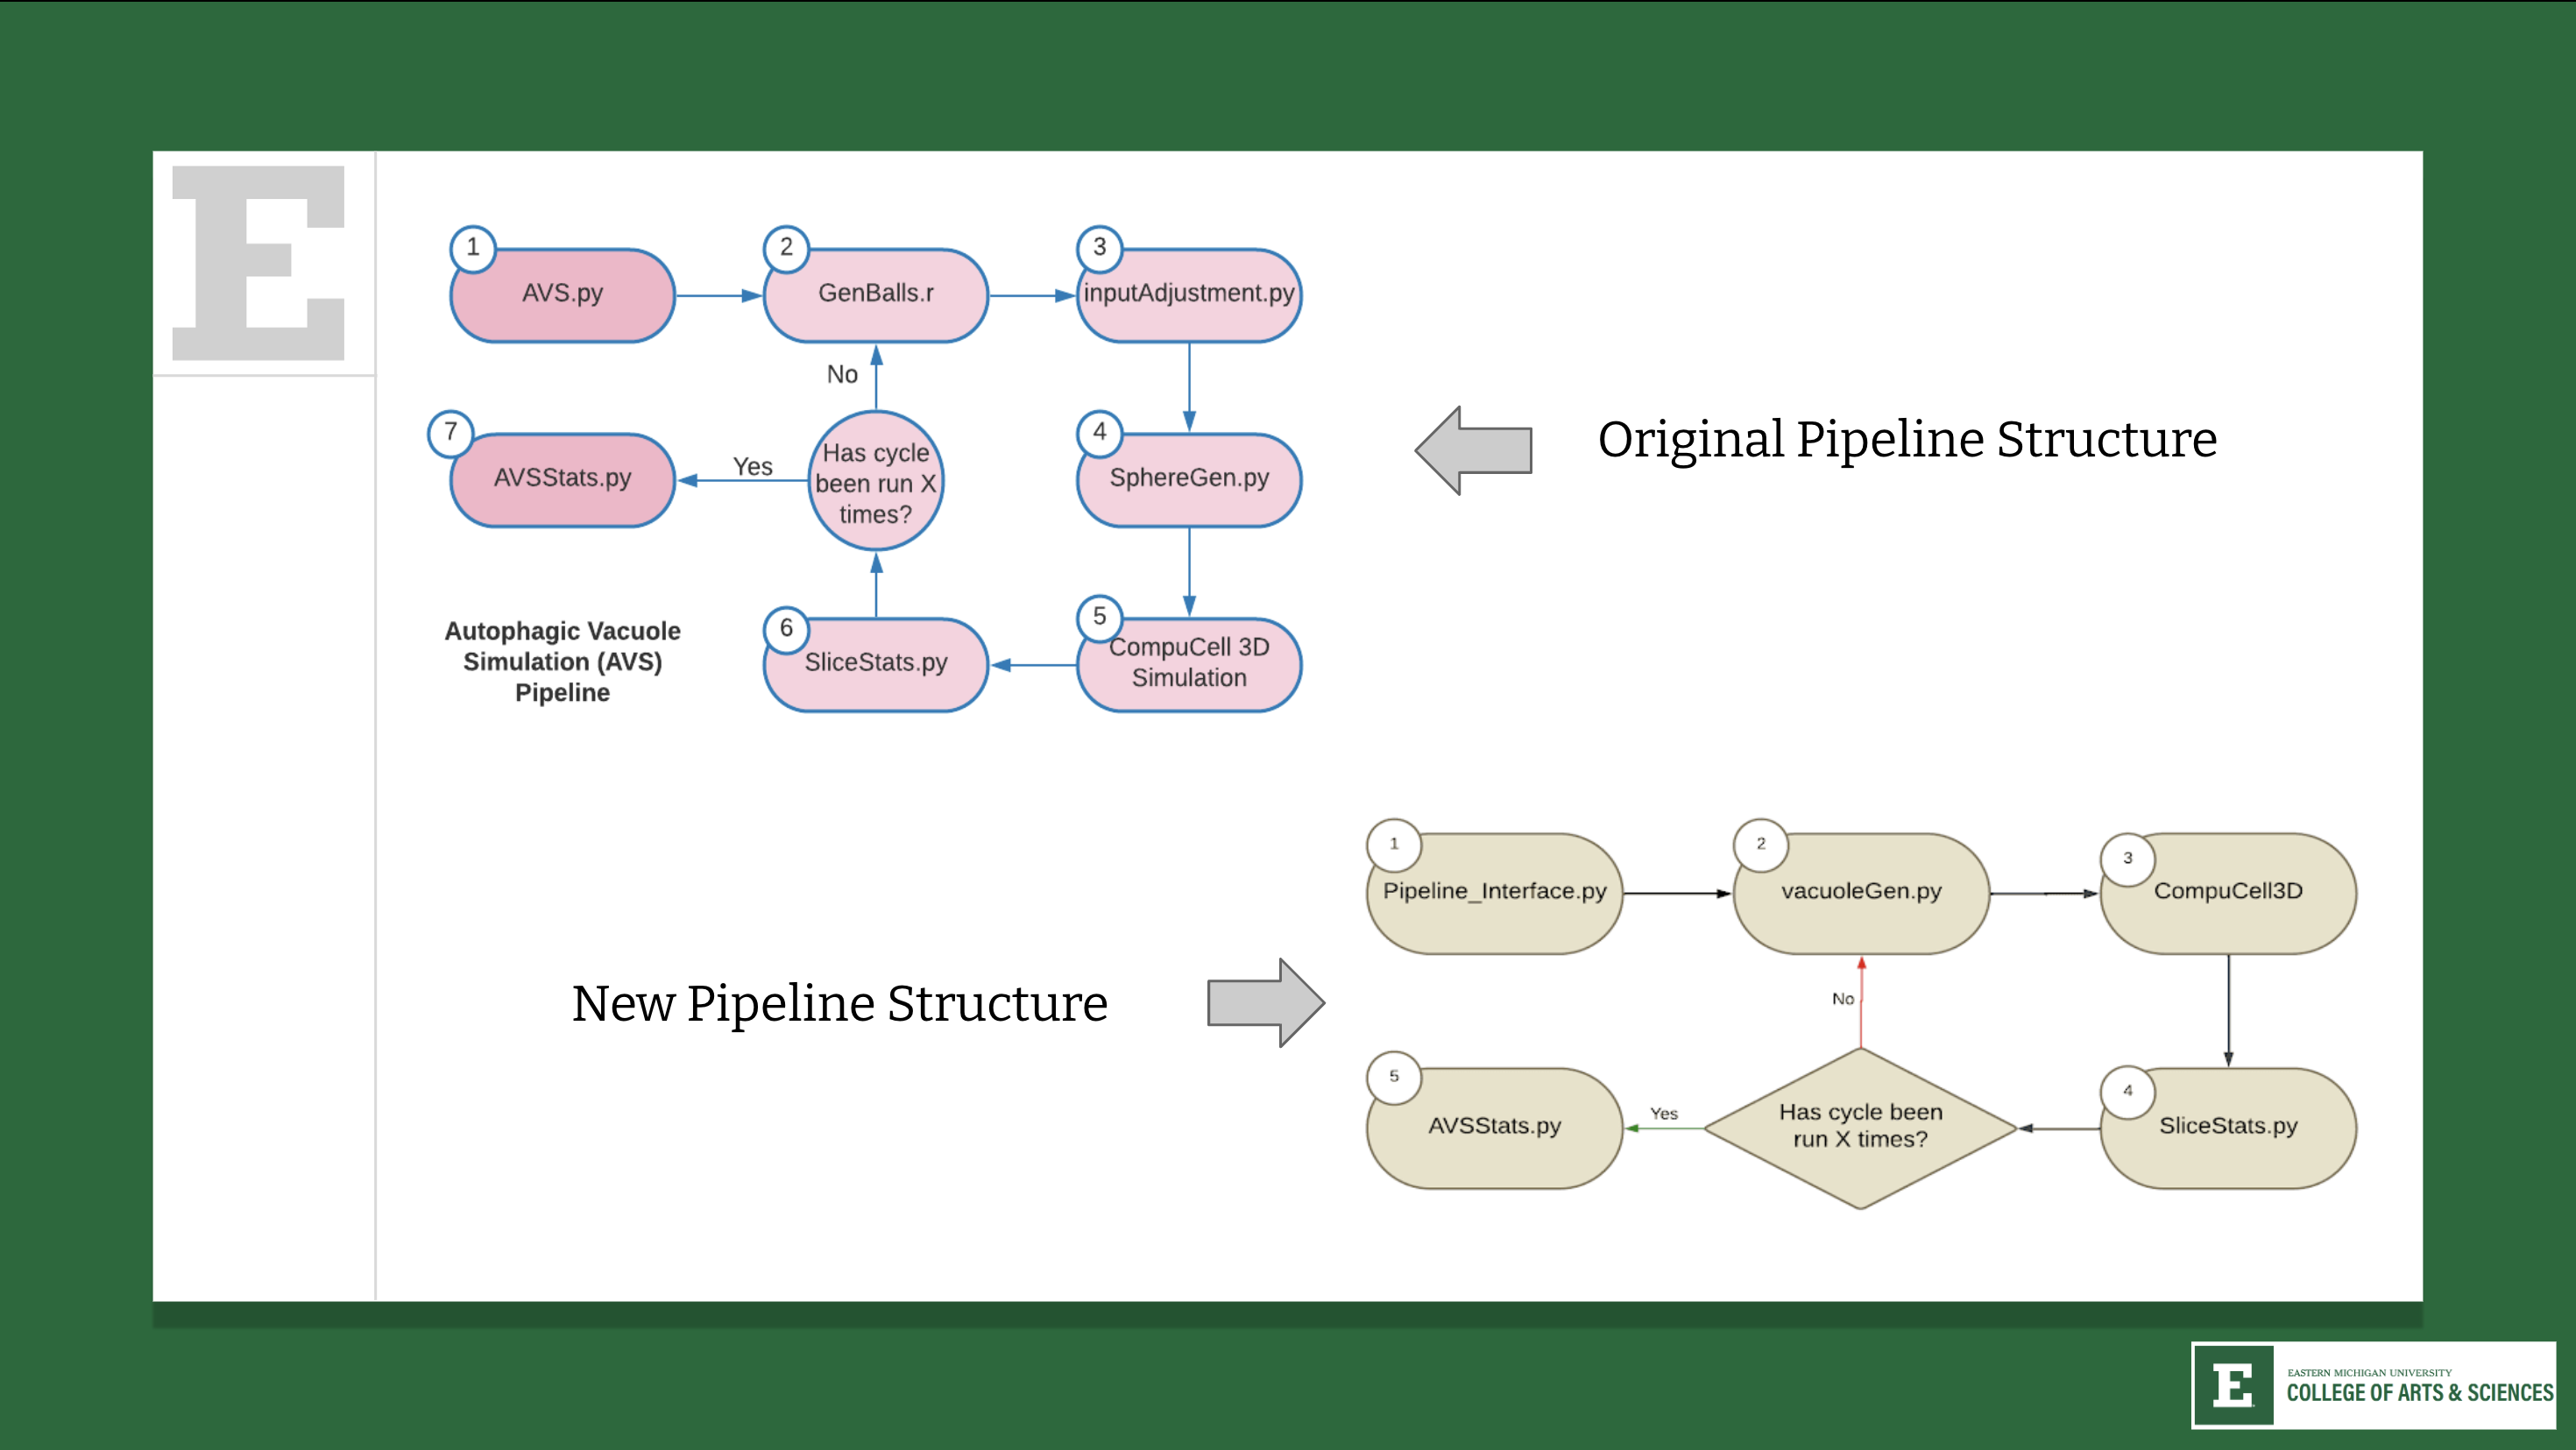 E
1
AVS.py
2
GenBalls.r
3
inputAdjustment.py
No
7
AVSStats.py
Yes
Has cycle
been run X
times?
4
SphereGen.py
Original Pipeline Structure
Autophagic Vacuole
Simulation (AVS)
Pipeline
6
SliceStats.py
5
CompuCell 3D
Simulation
New Pipeline Structure
1
Pipeline_Interface.py
2
vacuoleGen.py
3
CompuCell3D
No
5
AVSStats.py
Yes
Has cycle been
run X times?
4
SliceStats.py
E
EASTERN MICHIGAN UNIVERSITY
COLLEGE OF ARTS & SCIENCES